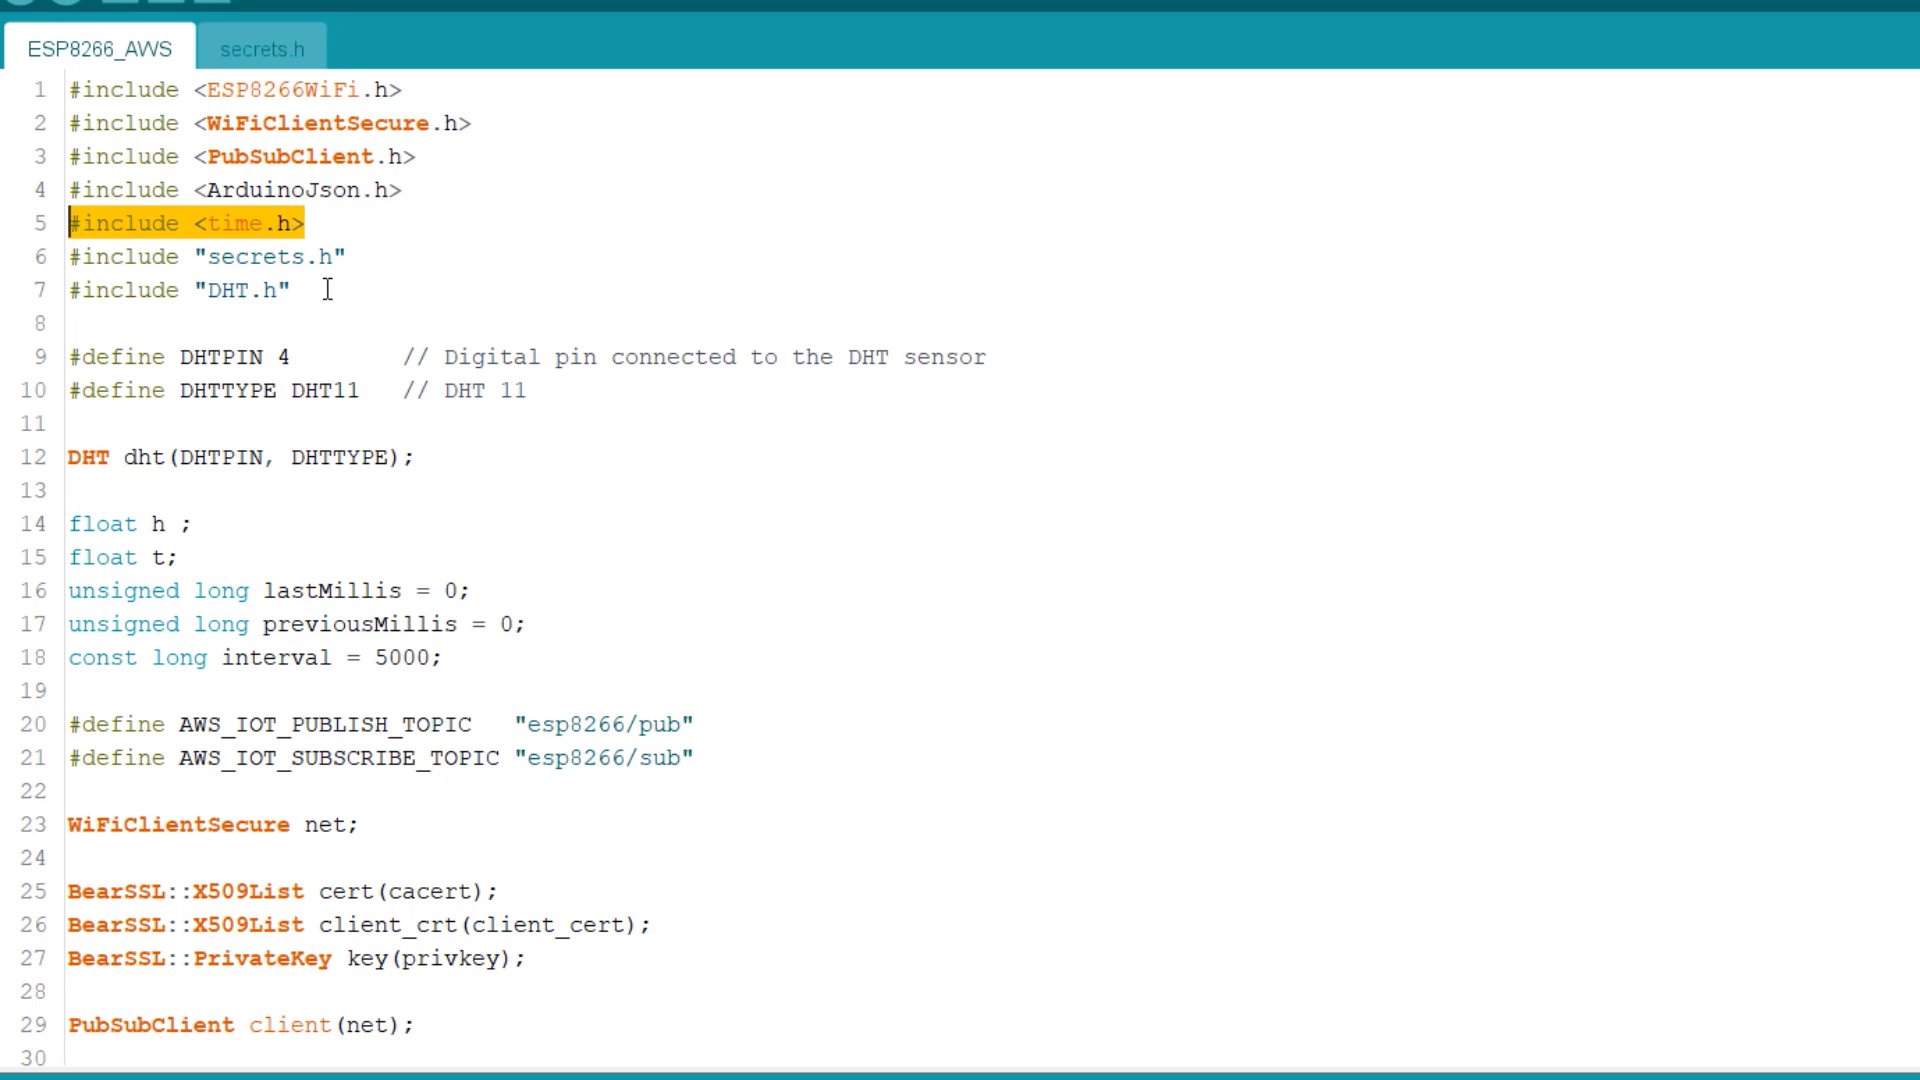 ESP8266_AWS secrets.h
1 #include <ESP8266WiFi.h>
2 #include <WiFiClientSecure.h>
3 #include <PubSubClient.h>
4 #include <ArduinoJson.h>
5 #include <time.h>
6 #include "secrets.h"
7 #include "DHT.h"
8
9 #define DHTPIN 4        // Digital pin connected to the DHT sensor
10 #define DHTTYPE DHT11   // DHT 11
11
12 DHT dht(DHTPIN, DHTTYPE);
13
14 float h ;
15 float t;
16 unsigned long lastMillis = 0;
17 unsigned long previousMillis = 0;
18 const long interval = 5000;
19
20 #define AWS_IOT_PUBLISH_TOPIC   "esp8266/pub"
21 #define AWS_IOT_SUBSCRIBE_TOPIC "esp8266/sub"
22
23 WiFiClientSecure net;
24
25 BearSSL::X509List cert(cacert);
26 BearSSL::X509List client_crt(client_cert);
27 BearSSL::PrivateKey key(privkey);
28
29 PubSubClient client(net);
30